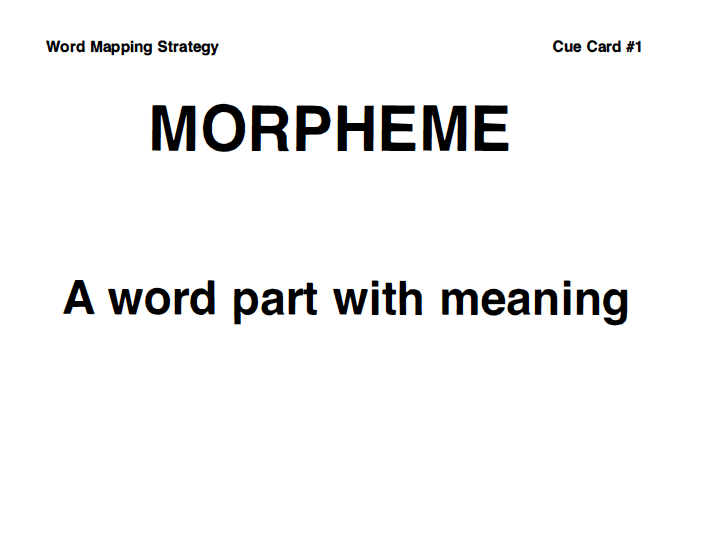 Word Mapping Strategy Cue Card #1
MORPHEME
A word part with meaning